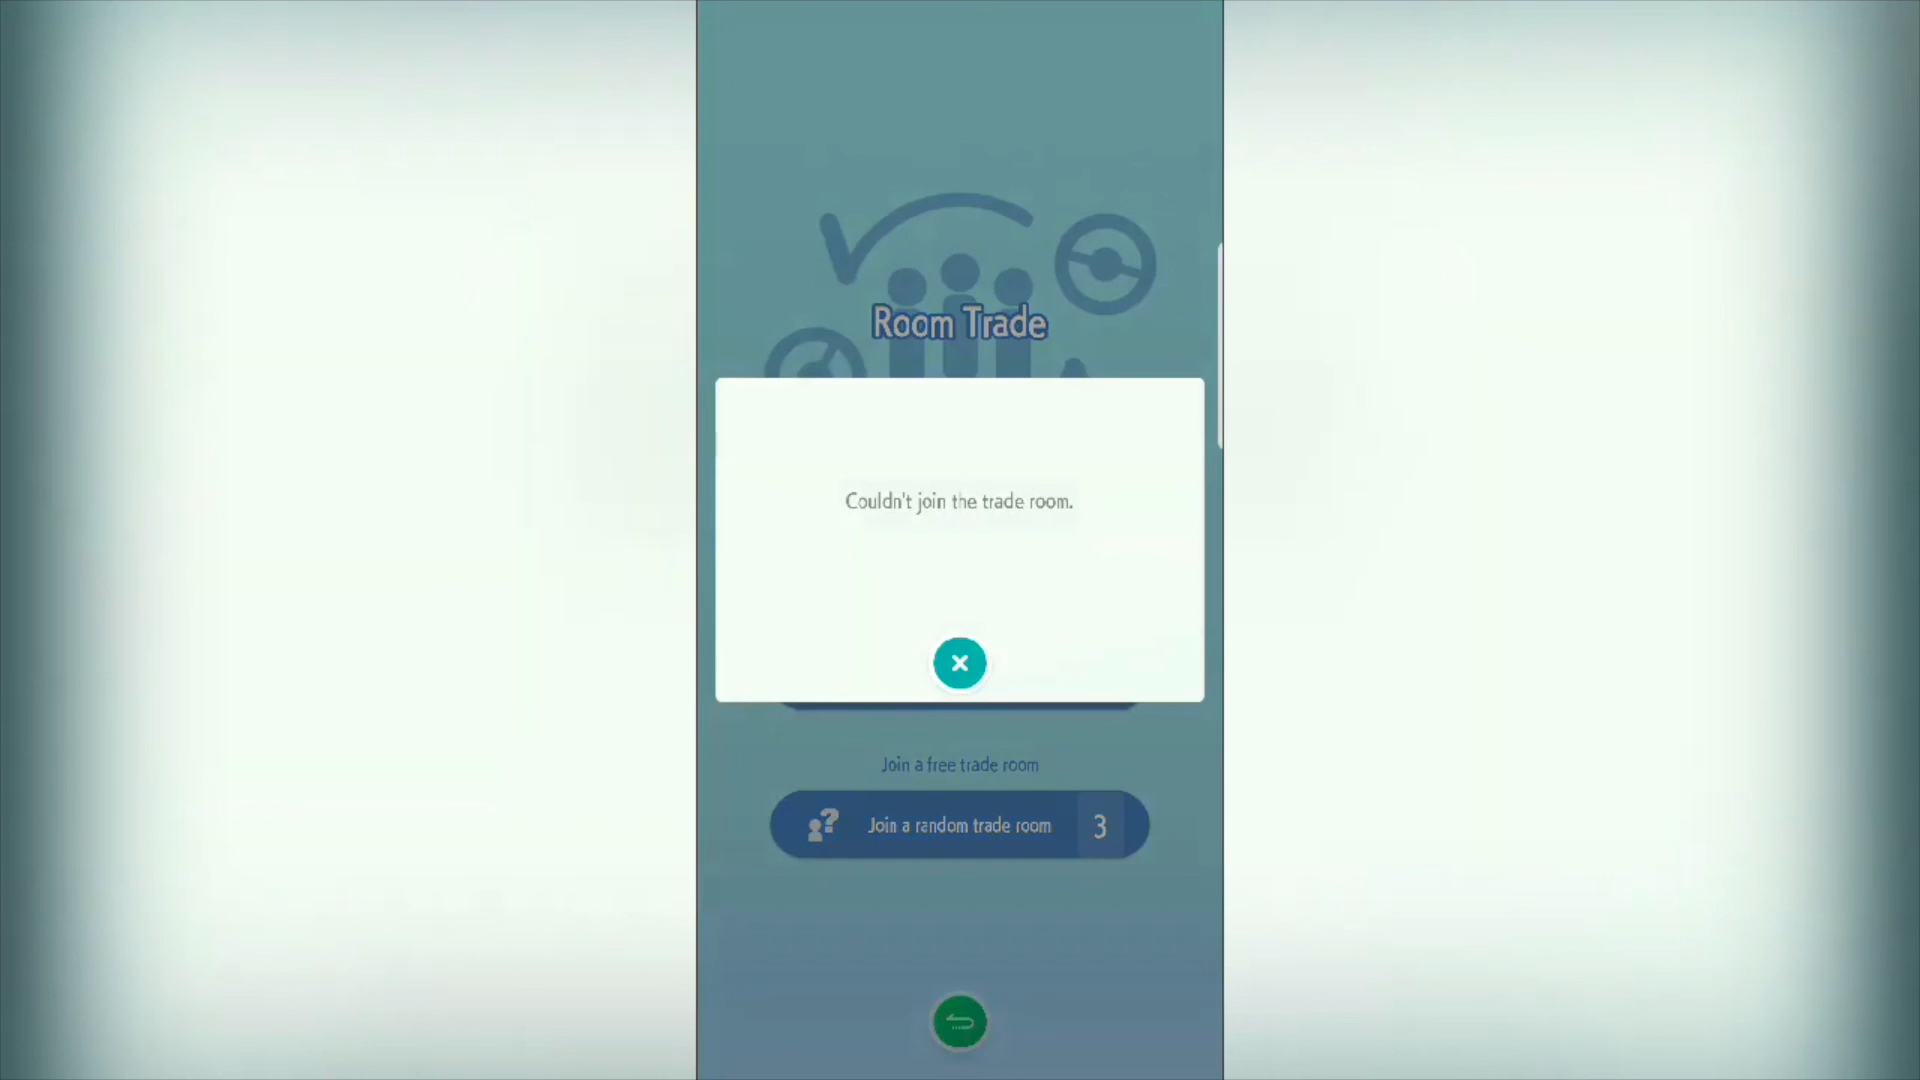 Room Trade
Couldn't join the trade room.
Join a free trade room
Join a random trade room 3